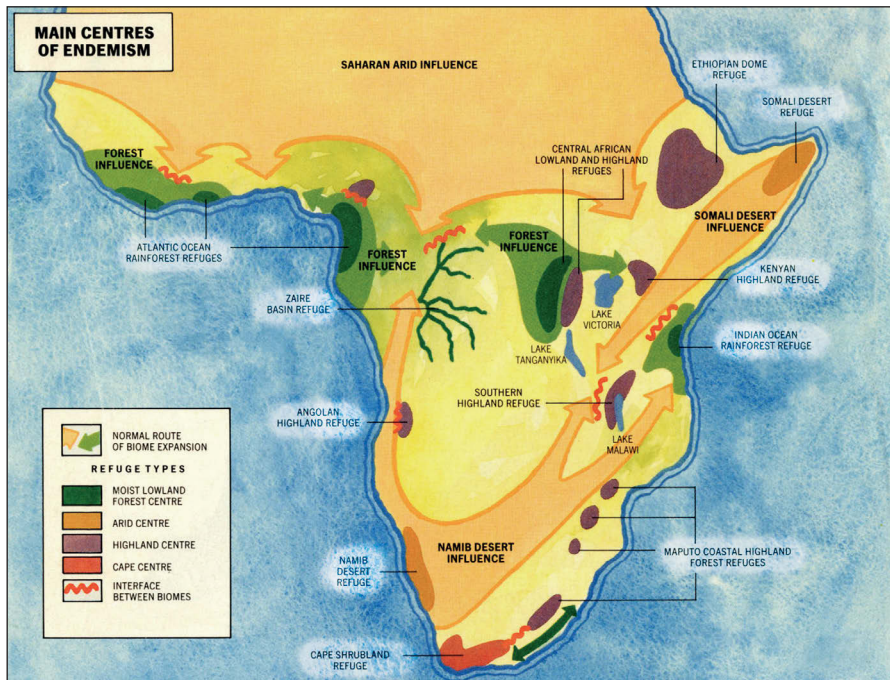 MAIN CENTRES
OF ENDEMISM
SAHARAN ARID INFLUENCE
ETHIOPIAN DOME
REFUGE
SOMALI DESERT
REFUGE
FOREST
INFLUENCE
CENTRAL AFRICAN
LOWLAND AND HIGHLAND
REFUGES
SOMALI DESERT
INFLUENCE
ATLANTIC OCEAN
RAINFOREST REFUGES
FOREST
INFLUENCE
FOREST
INFLUENCE
KENYAN
HIGHLAND REFUGE
ZAIRE
BASIN REFUGE
LAKE
VICTORIA
INDIAN OCEAN
RAINFOREST REFUGE
LAKE
TANGANYIKA
SOUTHERN
HIGHLAND REFUGE
ANGOLAN
HIGHLAND REFUGE
LAKE
MALAWI
NORMAL ROUTE
OF BIOME EXPANSION
REFUGE TYPES
MOIST LOWLAND
FOREST CENTRE
ARID CENTRE
HIGHLAND CENTRE
CAPE CENTRE
INTERFACE
BETWEEN BIOMES
NAMIB
DESERT
REFUGE
NAMIB DESERT
INFLUENCE
MAPUTO COASTAL HIGHLAND
FOREST REFUGES
CAPE SHRUBLAND
REFUGE